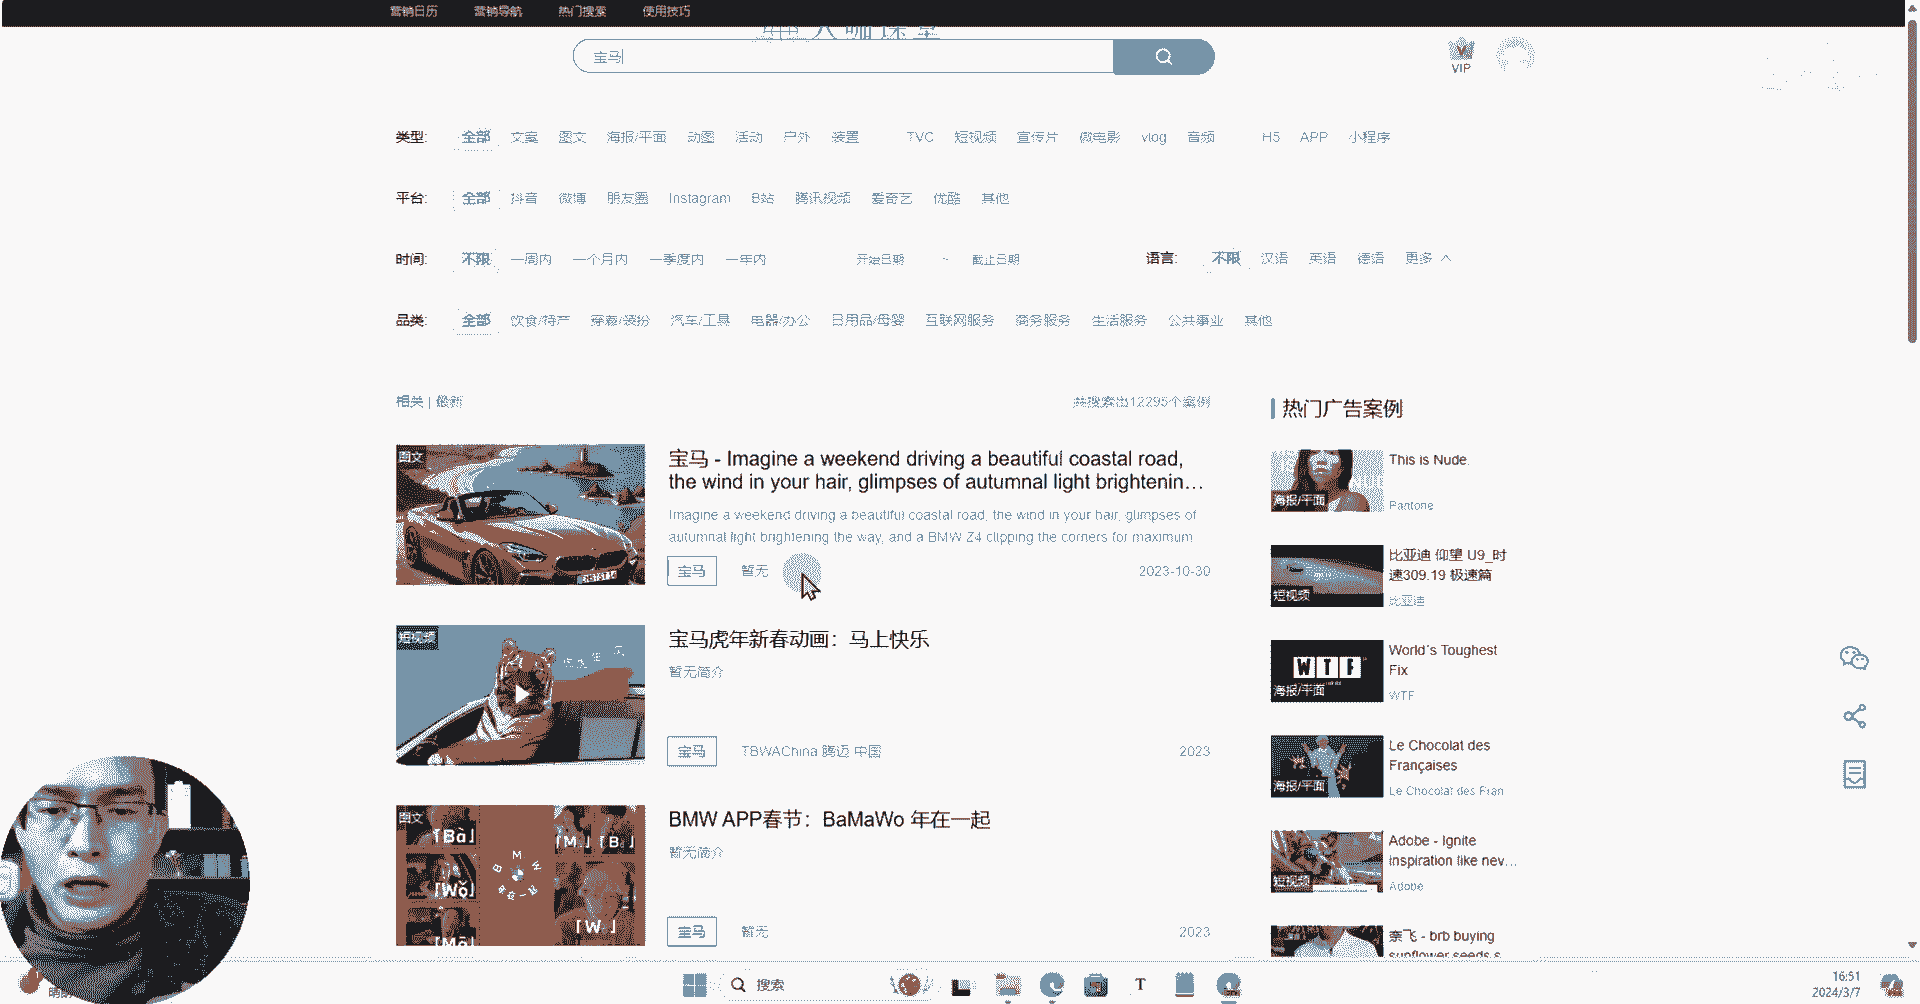 营销日历 营销导航 热门搜索 使用技巧
宝马
VIP
类型: 全部 文案 图文 海报/平面 动图 活动 户外 装置 TVC 短视频 宣传片 微电影 vlog 音频 H5 APP 小程序
平台: 全部 抖音 微博 朋友圈 Instagram B站 腾讯视频 爱奇艺 优酷 其他
时间: 不限 一周内 一个月内 一季度内 一年内 开始日期 ~ 截止日期 语言: 不限 汉语 英语 德语 更多
品类: 全部 饮食/特产 穿戴/装扮 汽车/工具 电器/办公 日用品/母婴 互联网服务 商务服务 生活服务 公共事业 其他
相关 | 最新 共搜索出12295个案例
图文
宝马 - Imagine a weekend driving a beautiful coastal road,
the wind in your hair, glimpses of autumnal light brightenin…
Imagine a weekend driving a beautiful coastal road, the wind in your hair, glimpses of
autumnal light brightening the way, and a BMW Z4 clipping the corners for maximum
宝马 暂无 2023-10-30
短视频
宝马虎年新春动画：马上快乐
暂无简介
宝马 TBWAChina 腾迈 中国 2023
图文
「Bà」
「M.」「B.」
「Wǒ」
「W.」
「Mǎ」
BMW APP春节：BaMaWo 年在一起
暂无简介
宝马 暂无 2023
热门广告案例
海报/平面
This is Nude.
Pantone
短视频
比亚迪 仰望 U9_时
速309.19 极速篇
比亚迪
WTF
海报/平面
World's Toughest
Fix
WTF
海报/平面
Le Chocolat des
Françaises
Le Chocolat des Fran
短视频
Adobe - Ignite
inspiration like nev…
Adobe
奈飞 - brb buying
sunflower seeds s
搜索
T
16:51
2024/3/7